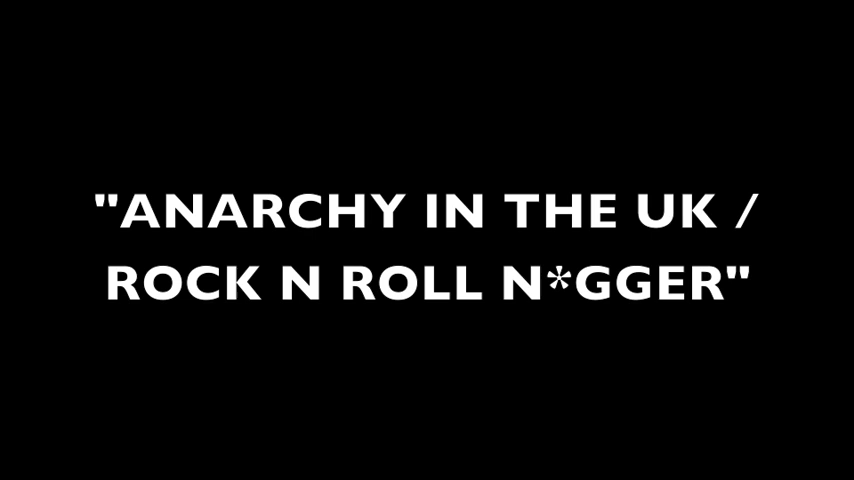 "ANARCHY IN THE UK /
ROCK N ROLL N*GGER"